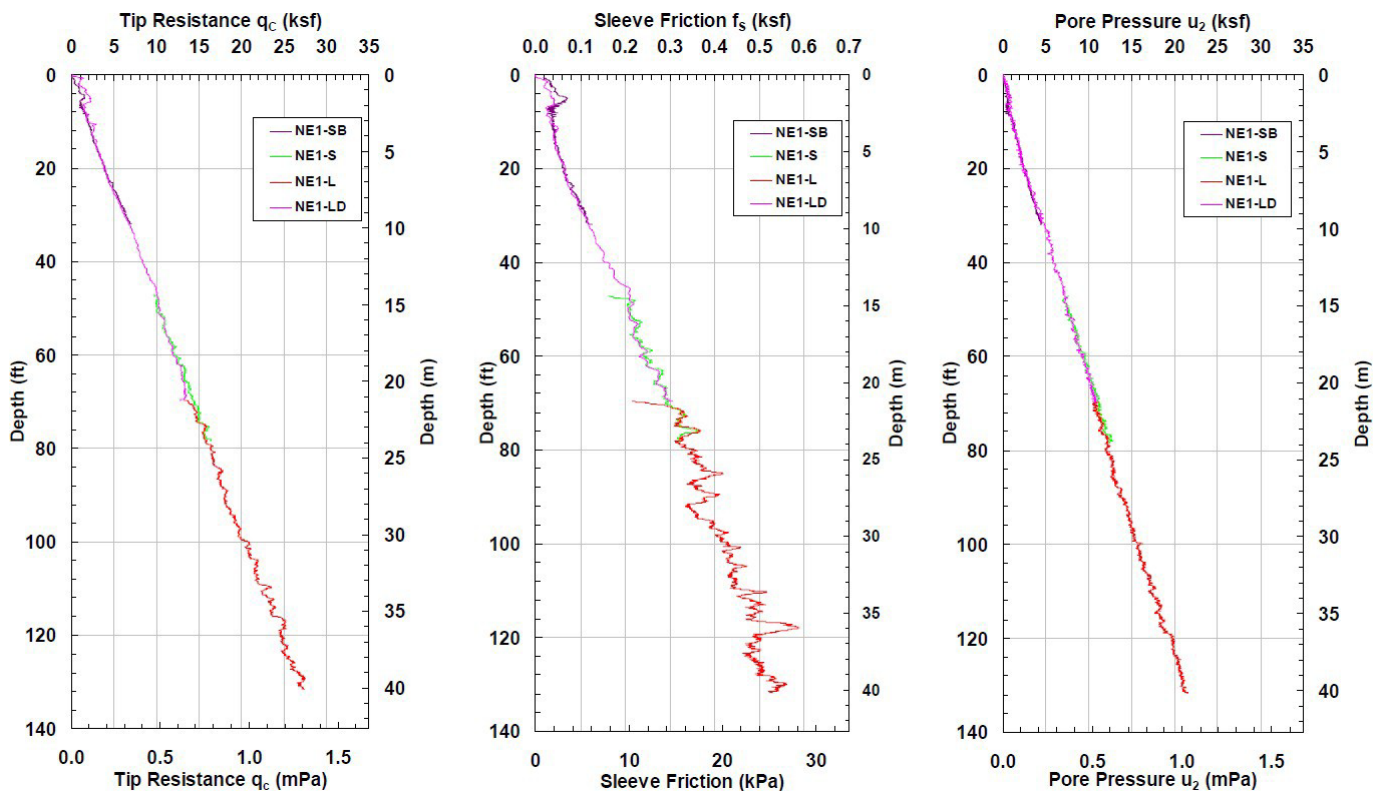 Tip Resistance qC (ksf)
0 5 10 15 20 25 30 35
0
20
40
60
80
100
120
140
Depth (ft)
0
5
10
15
20
25
30
35
40
Depth (m)
NE1-SB
NE1-S
NE1-L
NE1-LD
0.0 0.5 1.0 1.5
Tip Resistance qc (mPa)
Sleeve Friction fS (ksf)
0.0 0.1 0.2 0.3 0.4 0.5 0.6 0.7
0
20
40
60
80
100
120
140
Depth (ft)
0
5
10
15
20
25
30
35
40
Depth (m)
NE1-SB
NE1-S
NE1-L
NE1-LD
0 10 20 30
Sleeve Friction (kPa)
Pore Pressure u2 (ksf)
0 5 10 15 20 25 30 35
0
20
40
60
80
100
120
140
Depth (ft)
0
5
10
15
20
25
30
35
40
Depth (m)
NE1-SB
NE1-S
NE1-L
NE1-LD
0.0 0.5 1.0 1.5
Pore Pressure u2 (mPa)